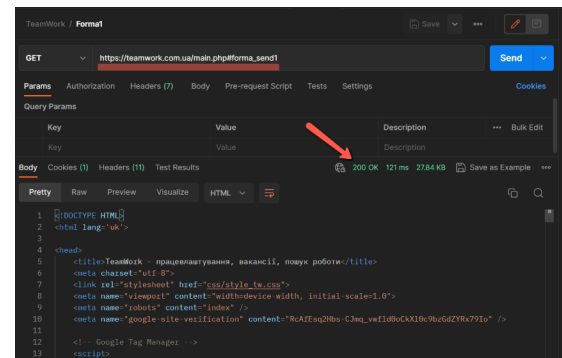 TeamWork / Forma1
Save
GET https://teamwork.com.ua/main.php#forma_send1 Send
Params Authorization Headers (7) Body Pre-request Script Tests Settings Cookies
Query Params
Key Value Description Bulk Edit
Key Value Description
Body Cookies (1) Headers (11) Test Results 200 OK 121 ms 27.84 KB Save as Example
Pretty Raw Preview Visualize HTML
1 <!DOCTYPE HTML>
2 <html lang='uk'>
3
4 <head>
5 <title>TeamWork - працевлаштування, вакансії, пошук роботи</title>
6 <meta charset="utf-8">
7 <link rel="stylesheet" href="css/style_tw.css">
8 <meta name="viewport" content="width=device-width, initial-scale=1.0">
9 <meta name="robots" content="index" />
10 <meta name="google-site-verification" content= />
11
12 <!-- Google Tag Manager -->
13 <script>